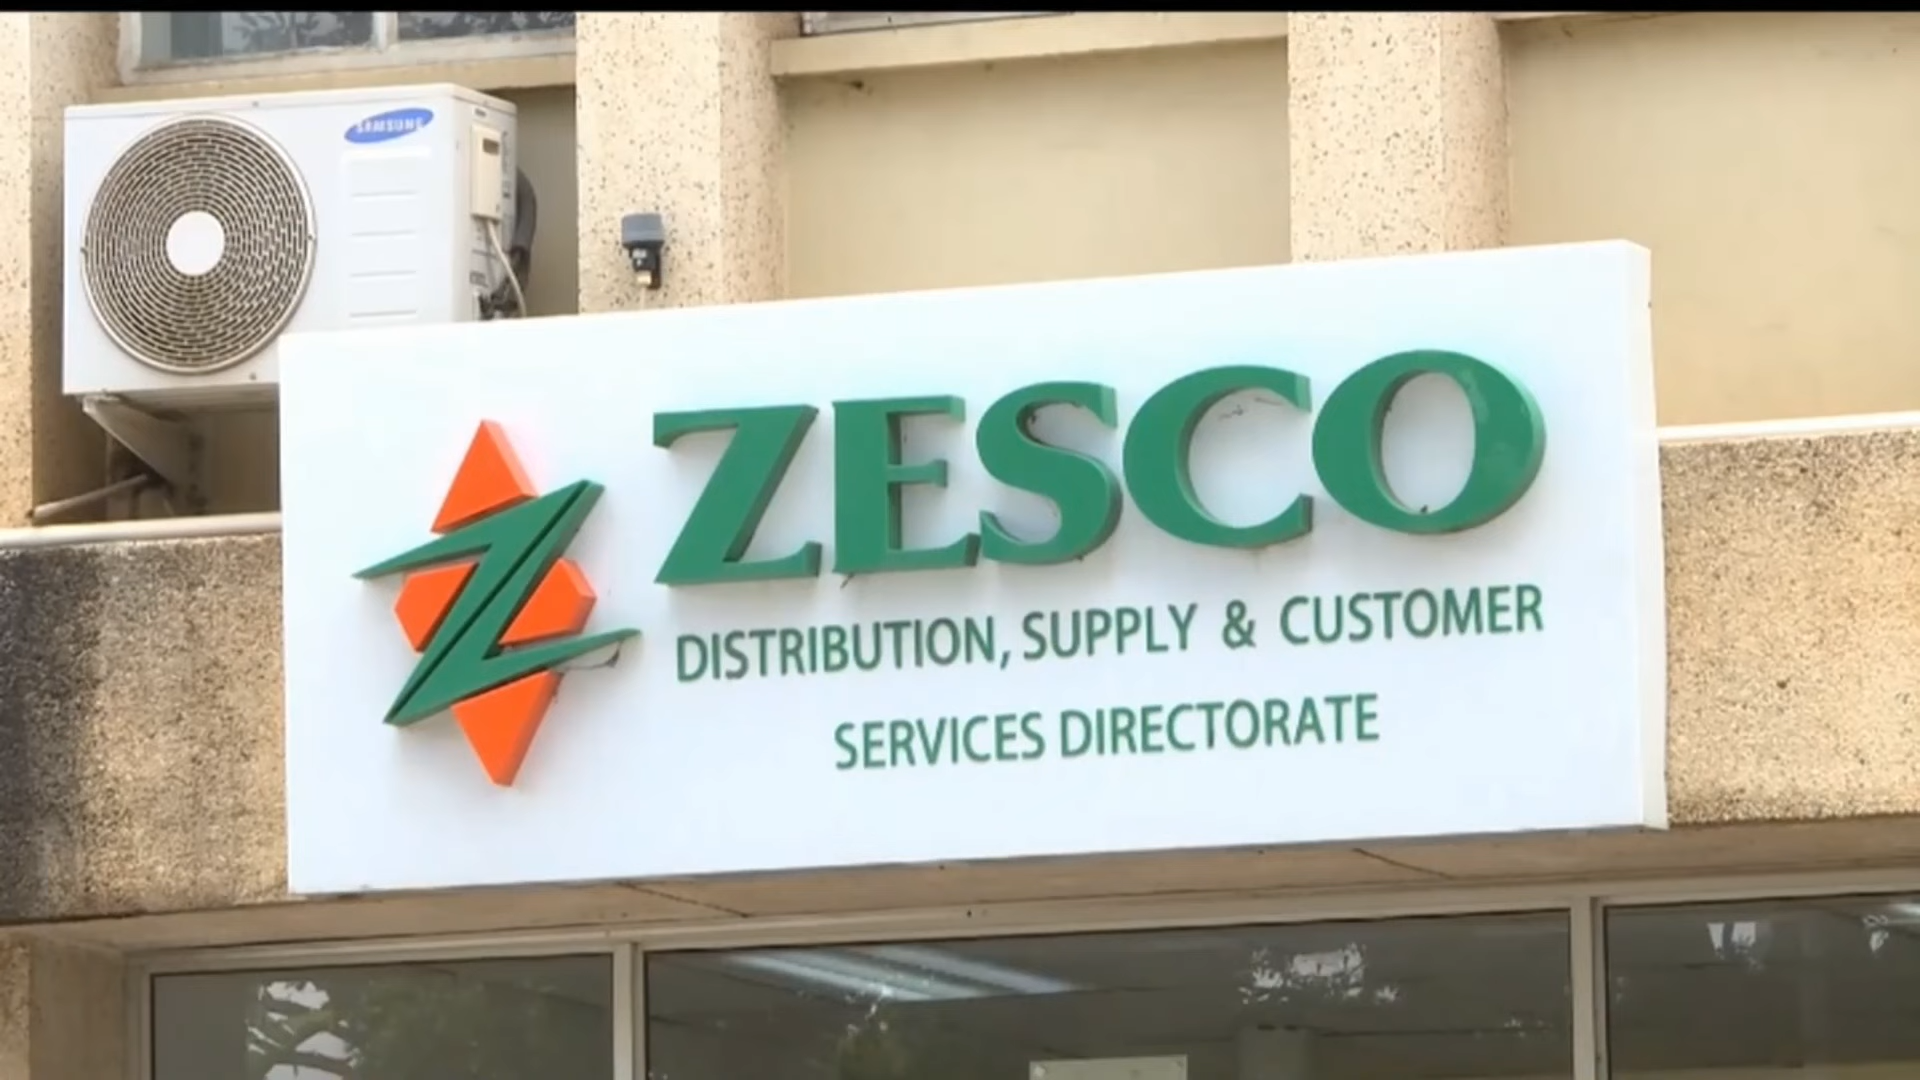 SAMSUNG
ZESCO
DISTRIBUTION, SUPPLY & CUSTOMER
SERVICES DIRECTORATE